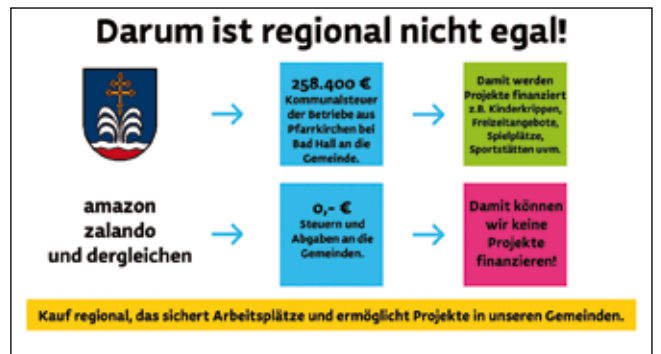 Darum ist regional nicht egal!
258.400 €
Kommunalsteuer
der Betriebe aus
Pfarrkirchen bei
Bad Hall an die
Gemeinde.
Damit werden
Projekte finanziert
z.B. Kinderkrippen,
Freizeitangebote,
Spielplätze,
Sportstätten uvm.
amazon
zalando
und dergleichen
0,- €
Steuern und
Abgaben an die
Gemeinden.
Damit können
wir keine
Projekte
finanzieren!
Kauf regional, das sichert Arbeitsplätze und ermöglicht Projekte in unseren Gemeinden.